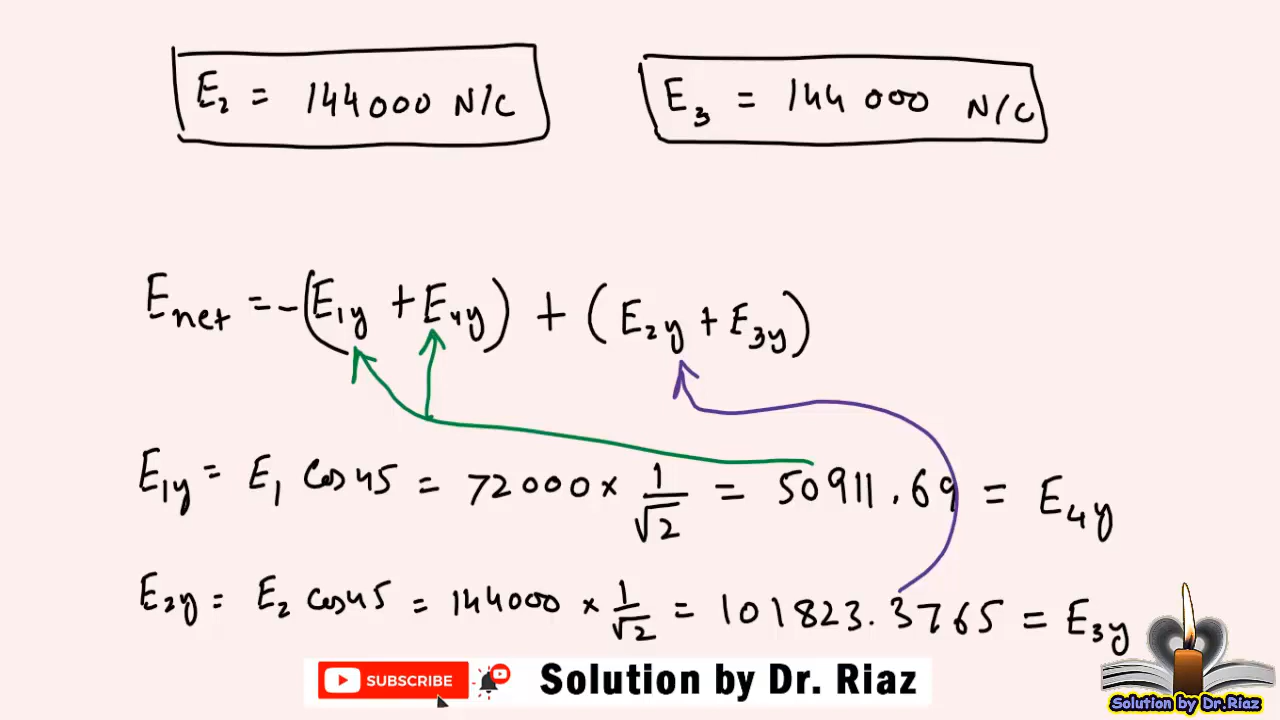 E₂ = 144000 N/C
E₃ = 144 000 N/C
Enet = -(E₁y + E₄y) + (E₂y + E₃y)
E₁y = E₁ cos45 = 72000 × 1/√2 = 50911.69 = E₄y
E₂y = E₂ cos45 = 144000 × 1/√2 = 101823.3765 = E₃y
SUBSCRIBE
Solution by Dr. Riaz
Solution by Dr.Riaz